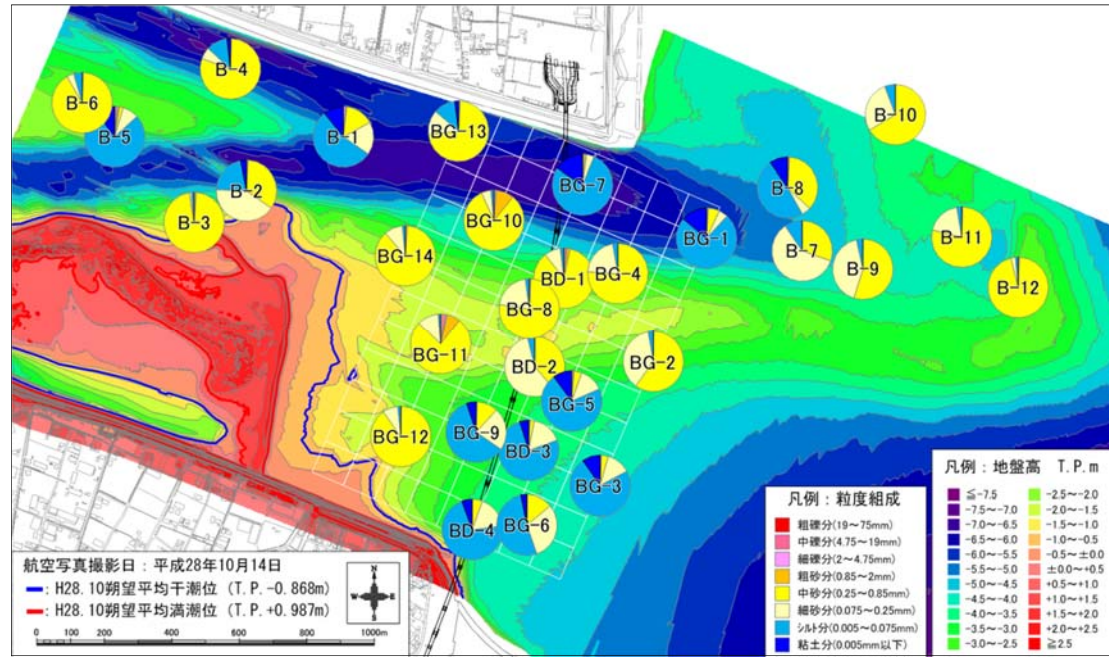 B-4
B-6
B-5
B-1
BG-13
B-10
B-2
BG-7
B-8
B-3
BG-10
BG-1
BG-14
B-7
B-11
BD-1
BG-4
B-9
B-12
BG-8
BG-11
BD-2
BG-2
BG-5
BG-12
BG-9
BD-3
BG-3
BD-4
BG-6
航空写真撮影日:平成28年10月14日
:H28.10朔望平均干潮位(T.P.-0.868m)
:H28.10朔望平均満潮位(T.P.+0.987m)
0 100 200 300 400 500 600 700 800 900 1000m
N
W E
S
凡例:粒度組成
粗礫分(19~75mm)
中礫分(4.75~19mm)
細礫分(2~4.75mm)
粗砂分(0.85~2mm)
中砂分(0.25~0.85mm)
細砂分(0.075~0.25mm)
シルト分(0.005~0.075mm)
粘土分(0.005mm以下)
凡例:地盤高 T.P.m
≦-7.5
-7.5~-7.0
-7.0~-6.5
-6.5~-6.0
-6.0~-5.5
-5.5~-5.0
-5.0~-4.5
-4.5~-4.0
-4.0~-3.5
-3.5~-3.0
-3.0~-2.5
-2.5~-2.0
-2.0~-1.5
-1.5~-1.0
-1.0~-0.5
-0.5~±0.0
±0.0~+0.5
+0.5~+1.0
+1.0~+1.5
+1.5~+2.0
+2.0~+2.5
≧2.5